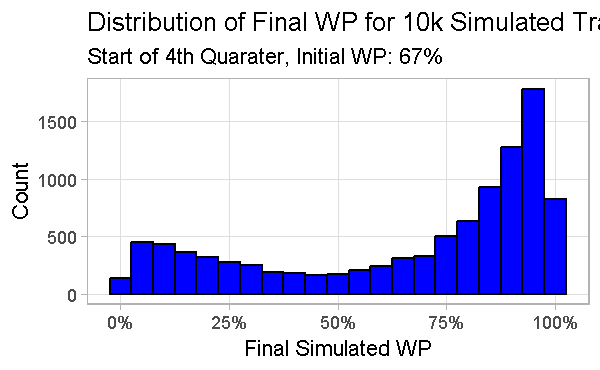 Distribution of Final WP for 10k Simulated Tra
Start of 4th Quarater, Initial WP: 67%
1500
1000
500
0
Count
0% 25% 50% 75% 100%
Final Simulated WP